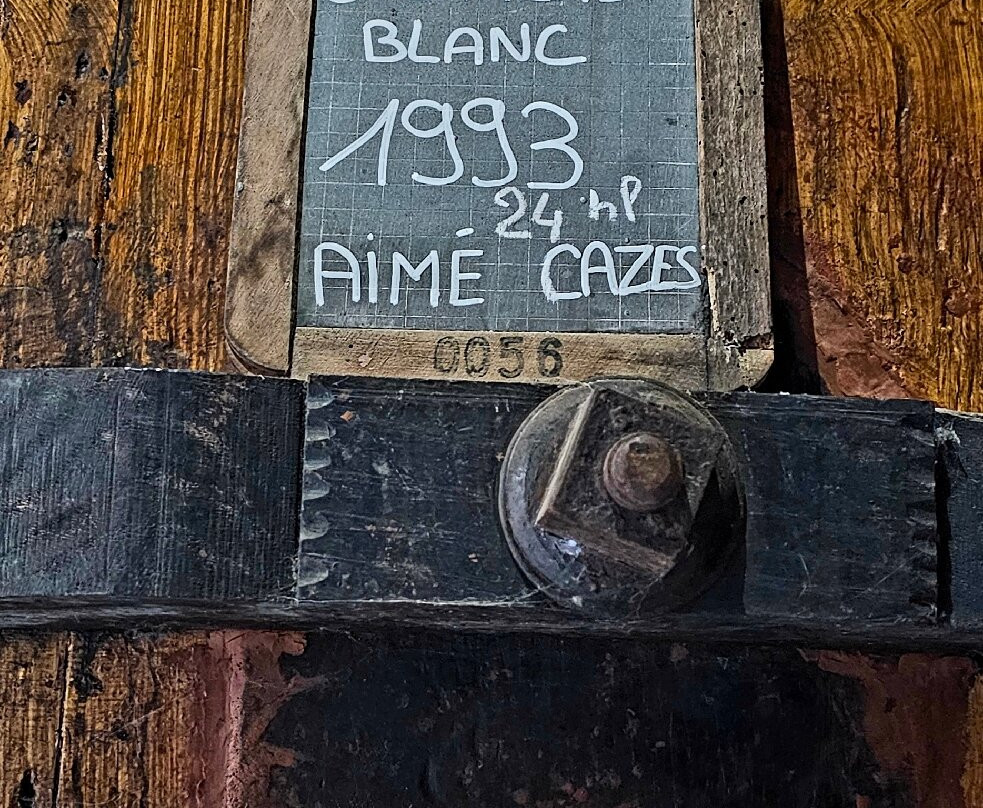 BLANC
1993
24 hl
AIMÉ CAZES
0056